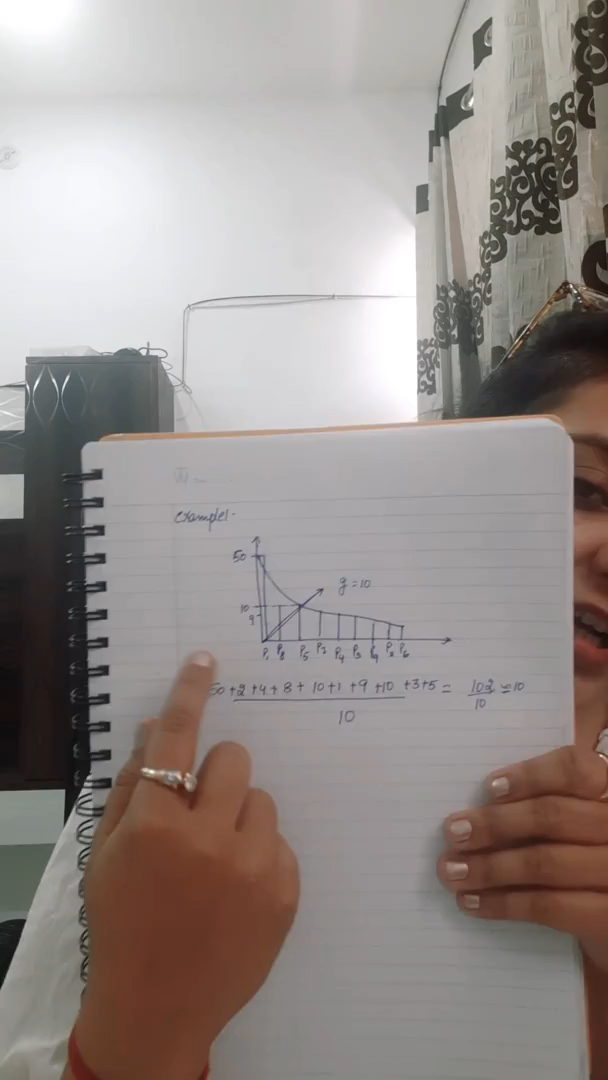 Example:-
50
g = 10
10
9
P₁ P₈ P₅ P₇ P₄ P₃ P₉ P₂ P₆
50 + 2 + 4 + 8 + 10 + 1 + 9 + 10 + 3 + 5 = 102 = 10
10 10